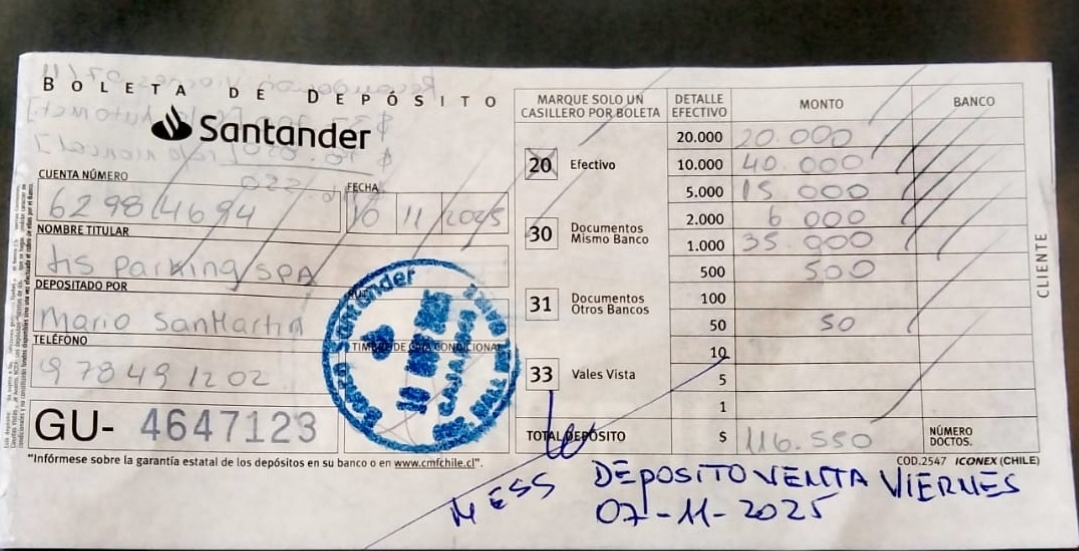 BOLETA DE DEPÓSITO
Santander
CUENTA NÚMERO
62984694
FECHA
10 11 2025
NOMBRE TITULAR
tis parking SPA
DEPOSITADO POR
Mario SanMartin
TELÉFONO
978491202
GU- 4647123
TIMBRE DE CAJA CONDICIONAL
Banco Santander
MARQUE SOLO UN
CASILLERO POR BOLETA
20 Efectivo
30 Documentos
Mismo Banco
31 Documentos
Otros Bancos
33 Vales Vista
DETALLE EFECTIVO MONTO BANCO
20.000 20.000
10.000 40.000
5.000 15.000
2.000 6 000
1.000 35.000
500 500
100
50 50
10
5
1
TOTAL DEPÓSITO $ 116.550 NÚMERO DOCTOS.
CLIENTE
"Infórmese sobre la garantía estatal de los depósitos en su banco o en www.cmfchile.cl".
COD.2547 ICONEX (CHILE)
MESS DEPOSITO VENTA VIERNES
07-11-2025